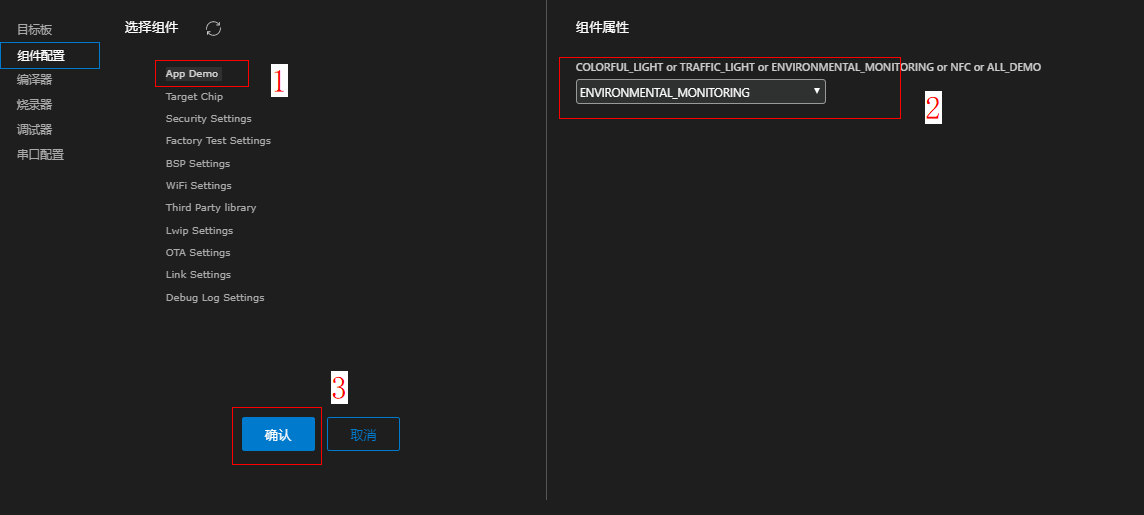 目标板
组件配置
编译器
烧录器
调试器
串口配置
选择组件
App Demo
1
Target Chip
Security Settings
Factory Test Settings
BSP Settings
WiFi Settings
Third Party library
Lwip Settings
OTA Settings
Link Settings
Debug Log Settings
3
确认
取消
组件属性
COLORFUL_LIGHT or TRAFFIC_LIGHT or ENVIRONMENTAL_MONITORING or NFC or ALL_DEMO
ENVIRONMENTAL_MONITORING
2